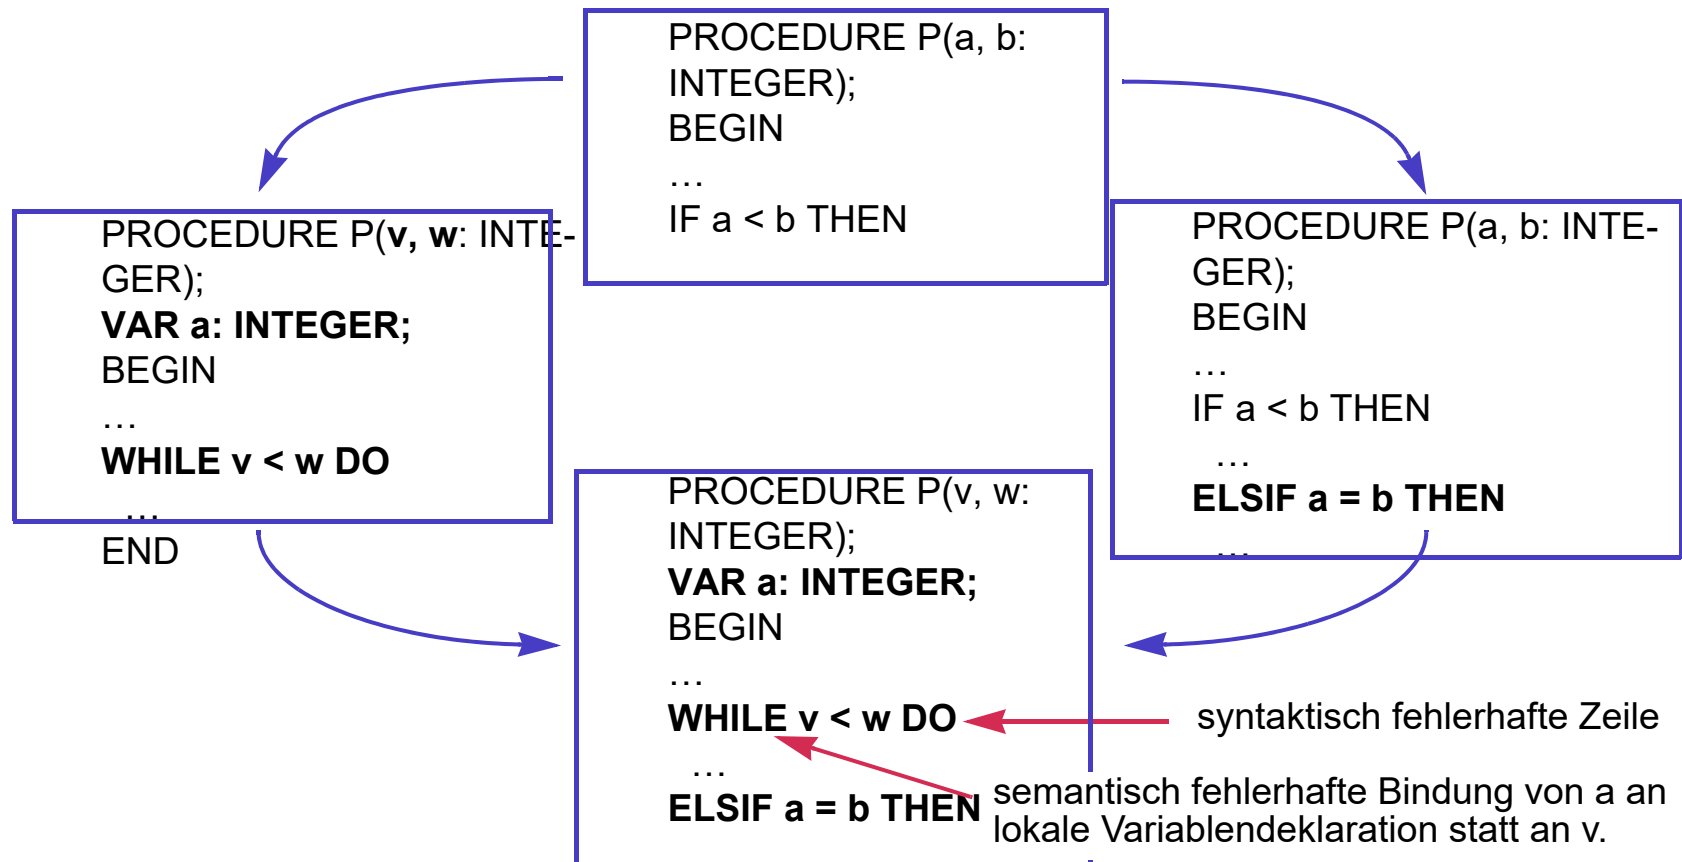 PROCEDURE P(a, b:
INTEGER);
BEGIN
…
IF a < b THEN
PROCEDURE P(v, w: INTE-
GER);
VAR a: INTEGER;
BEGIN
…
WHILE v < w DO
…
END
PROCEDURE P(a, b: INTE-
GER);
BEGIN
…
IF a < b THEN
…
ELSIF a = b THEN
…
PROCEDURE P(v, w:
INTEGER);
VAR a: INTEGER;
BEGIN
…
WHILE v < w DO
…
ELSIF a = b THEN
syntaktisch fehlerhafte Zeile
semantisch fehlerhafte Bindung von a an
lokale Variablendeklaration statt an v.